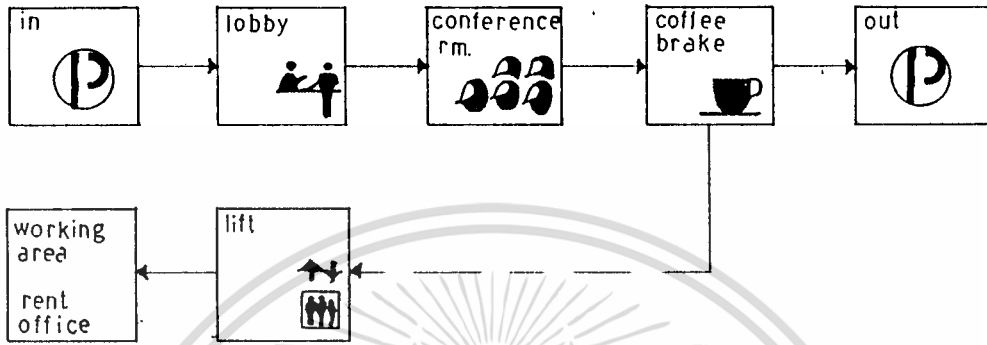 in
lobby
conference
rm.
coffee
brake
out
working
area
rent
office
lift